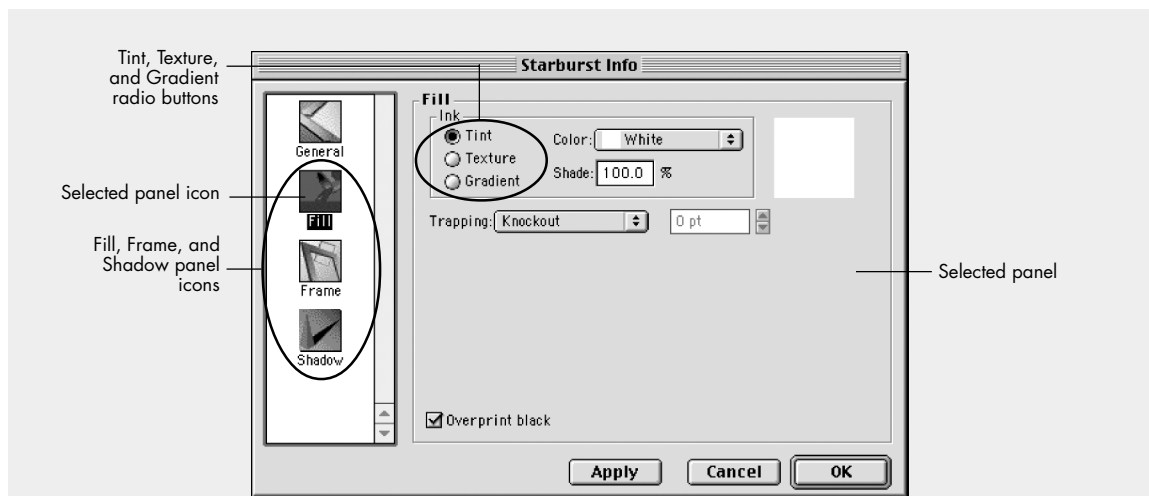 Tint, Texture,
and Gradient
radio buttons
Starburst Info
General
Selected panel icon
Fill
Fill, Frame, and
Shadow panel
icons
Frame
Shadow
Fill
Ink
Tint
Texture
Gradient
Color: White
Shade: 100.0 %
Trapping: Knockout 0 pt
Selected panel
Overprint black
Apply Cancel OK